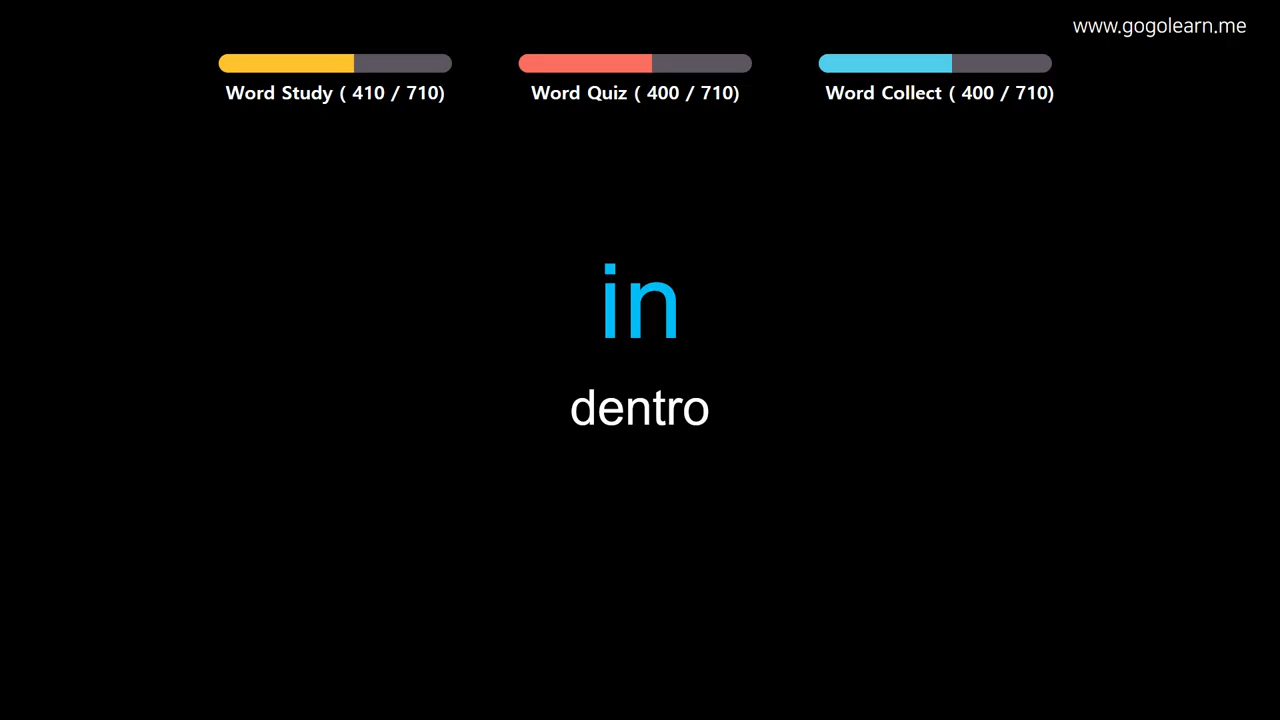 www.gogolearn.me
Word Study ( 410 / 710)
Word Quiz ( 400 / 710)
Word Collect ( 400 / 710)
in
dentro